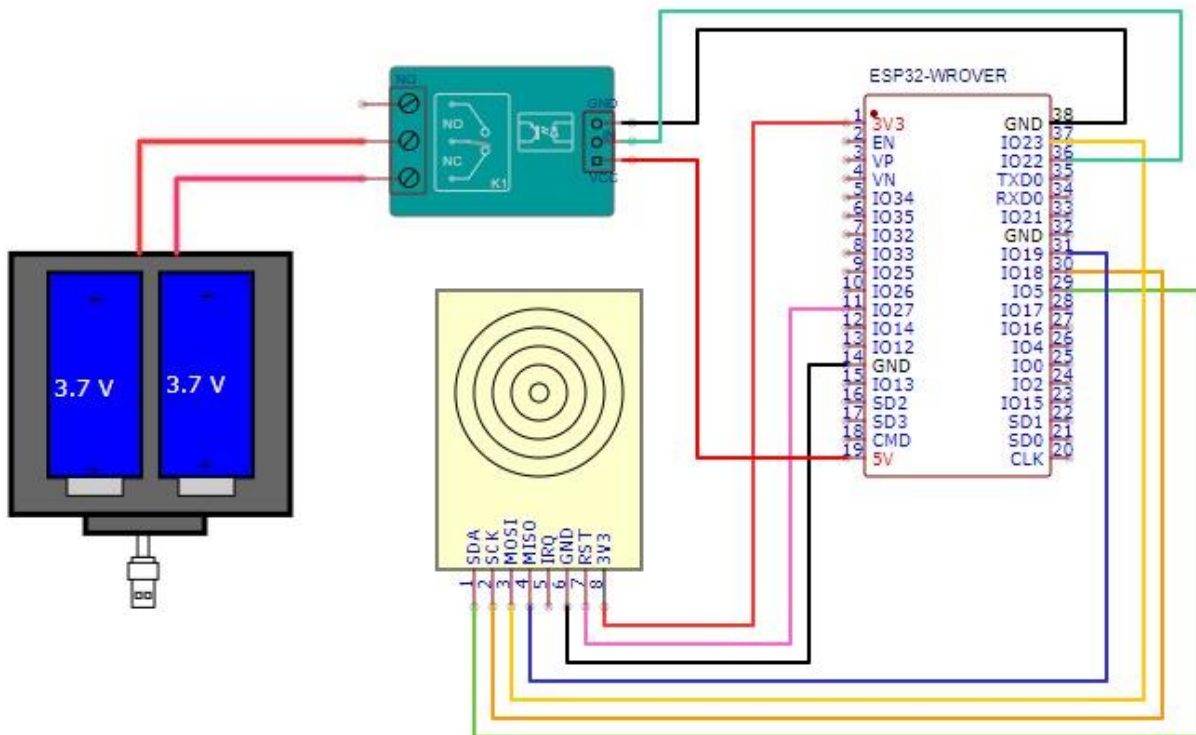 ESP32-WROVER
NO
NO
NC
K1
GND
VCC
1
2
3
4
5
6
7
8
9
10
11
12
13
14
15
16
17
18
19
3V3
EN
VP
VN
IO34
IO35
IO32
IO33
IO25
IO26
IO27
IO14
IO12
GND
IO13
SD2
SD3
CMD
5V
GND
IO23
IO22
TXD0
RXD0
IO21
GND
IO19
IO18
IO5
IO17
IO16
IO4
IO0
IO2
IO15
SD1
SD0
CLK
38
37
36
35
34
33
32
31
30
29
28
27
26
25
24
23
22
21
20
3.7 V
3.7 V
SDA
SCK
MOSI
MISO
IRQ
GND
RST
3V3
1
2
3
4
5
6
7
8